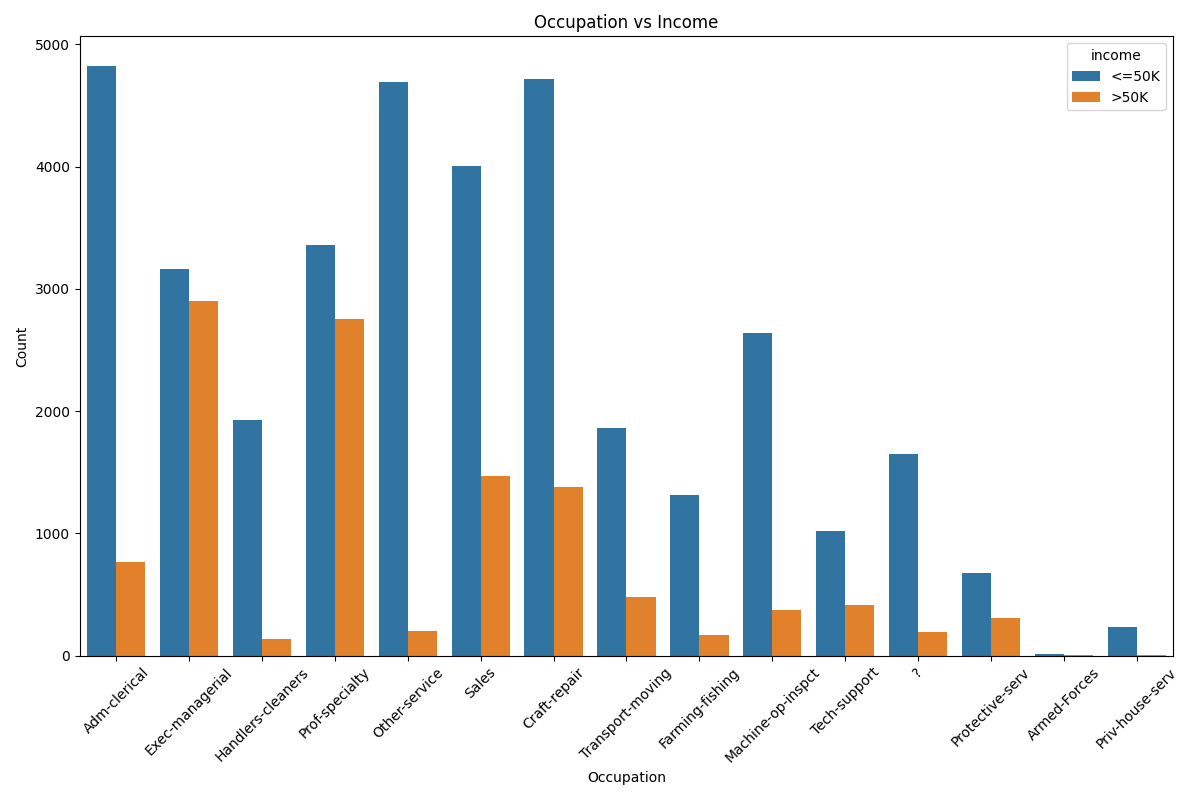 Occupation vs Income
income
<=50K
>50K
5000
4000
3000
2000
1000
0
Count
Adm-clerical
Exec-managerial
Handlers-cleaners
Prof-specialty
Other-service
Sales
Craft-repair
Transport-moving
Farming-fishing
Machine-op-inspct
Tech-support
?
Protective-serv
Armed-Forces
Priv-house-serv
Occupation